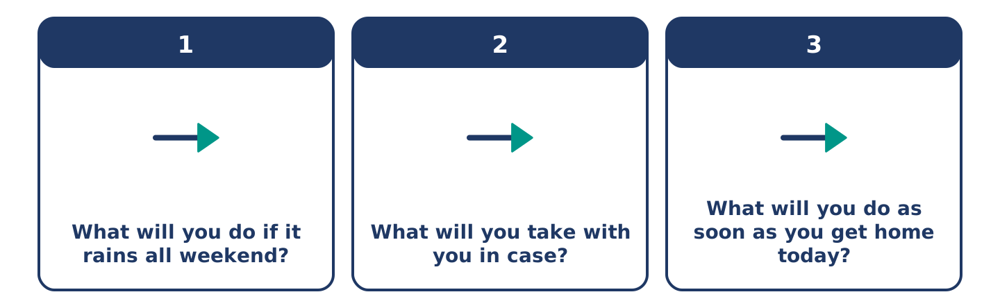 1
What will you do if it
rains all weekend?
2
What will you take with
you in case?
3
What will you do as
soon as you get home
today?